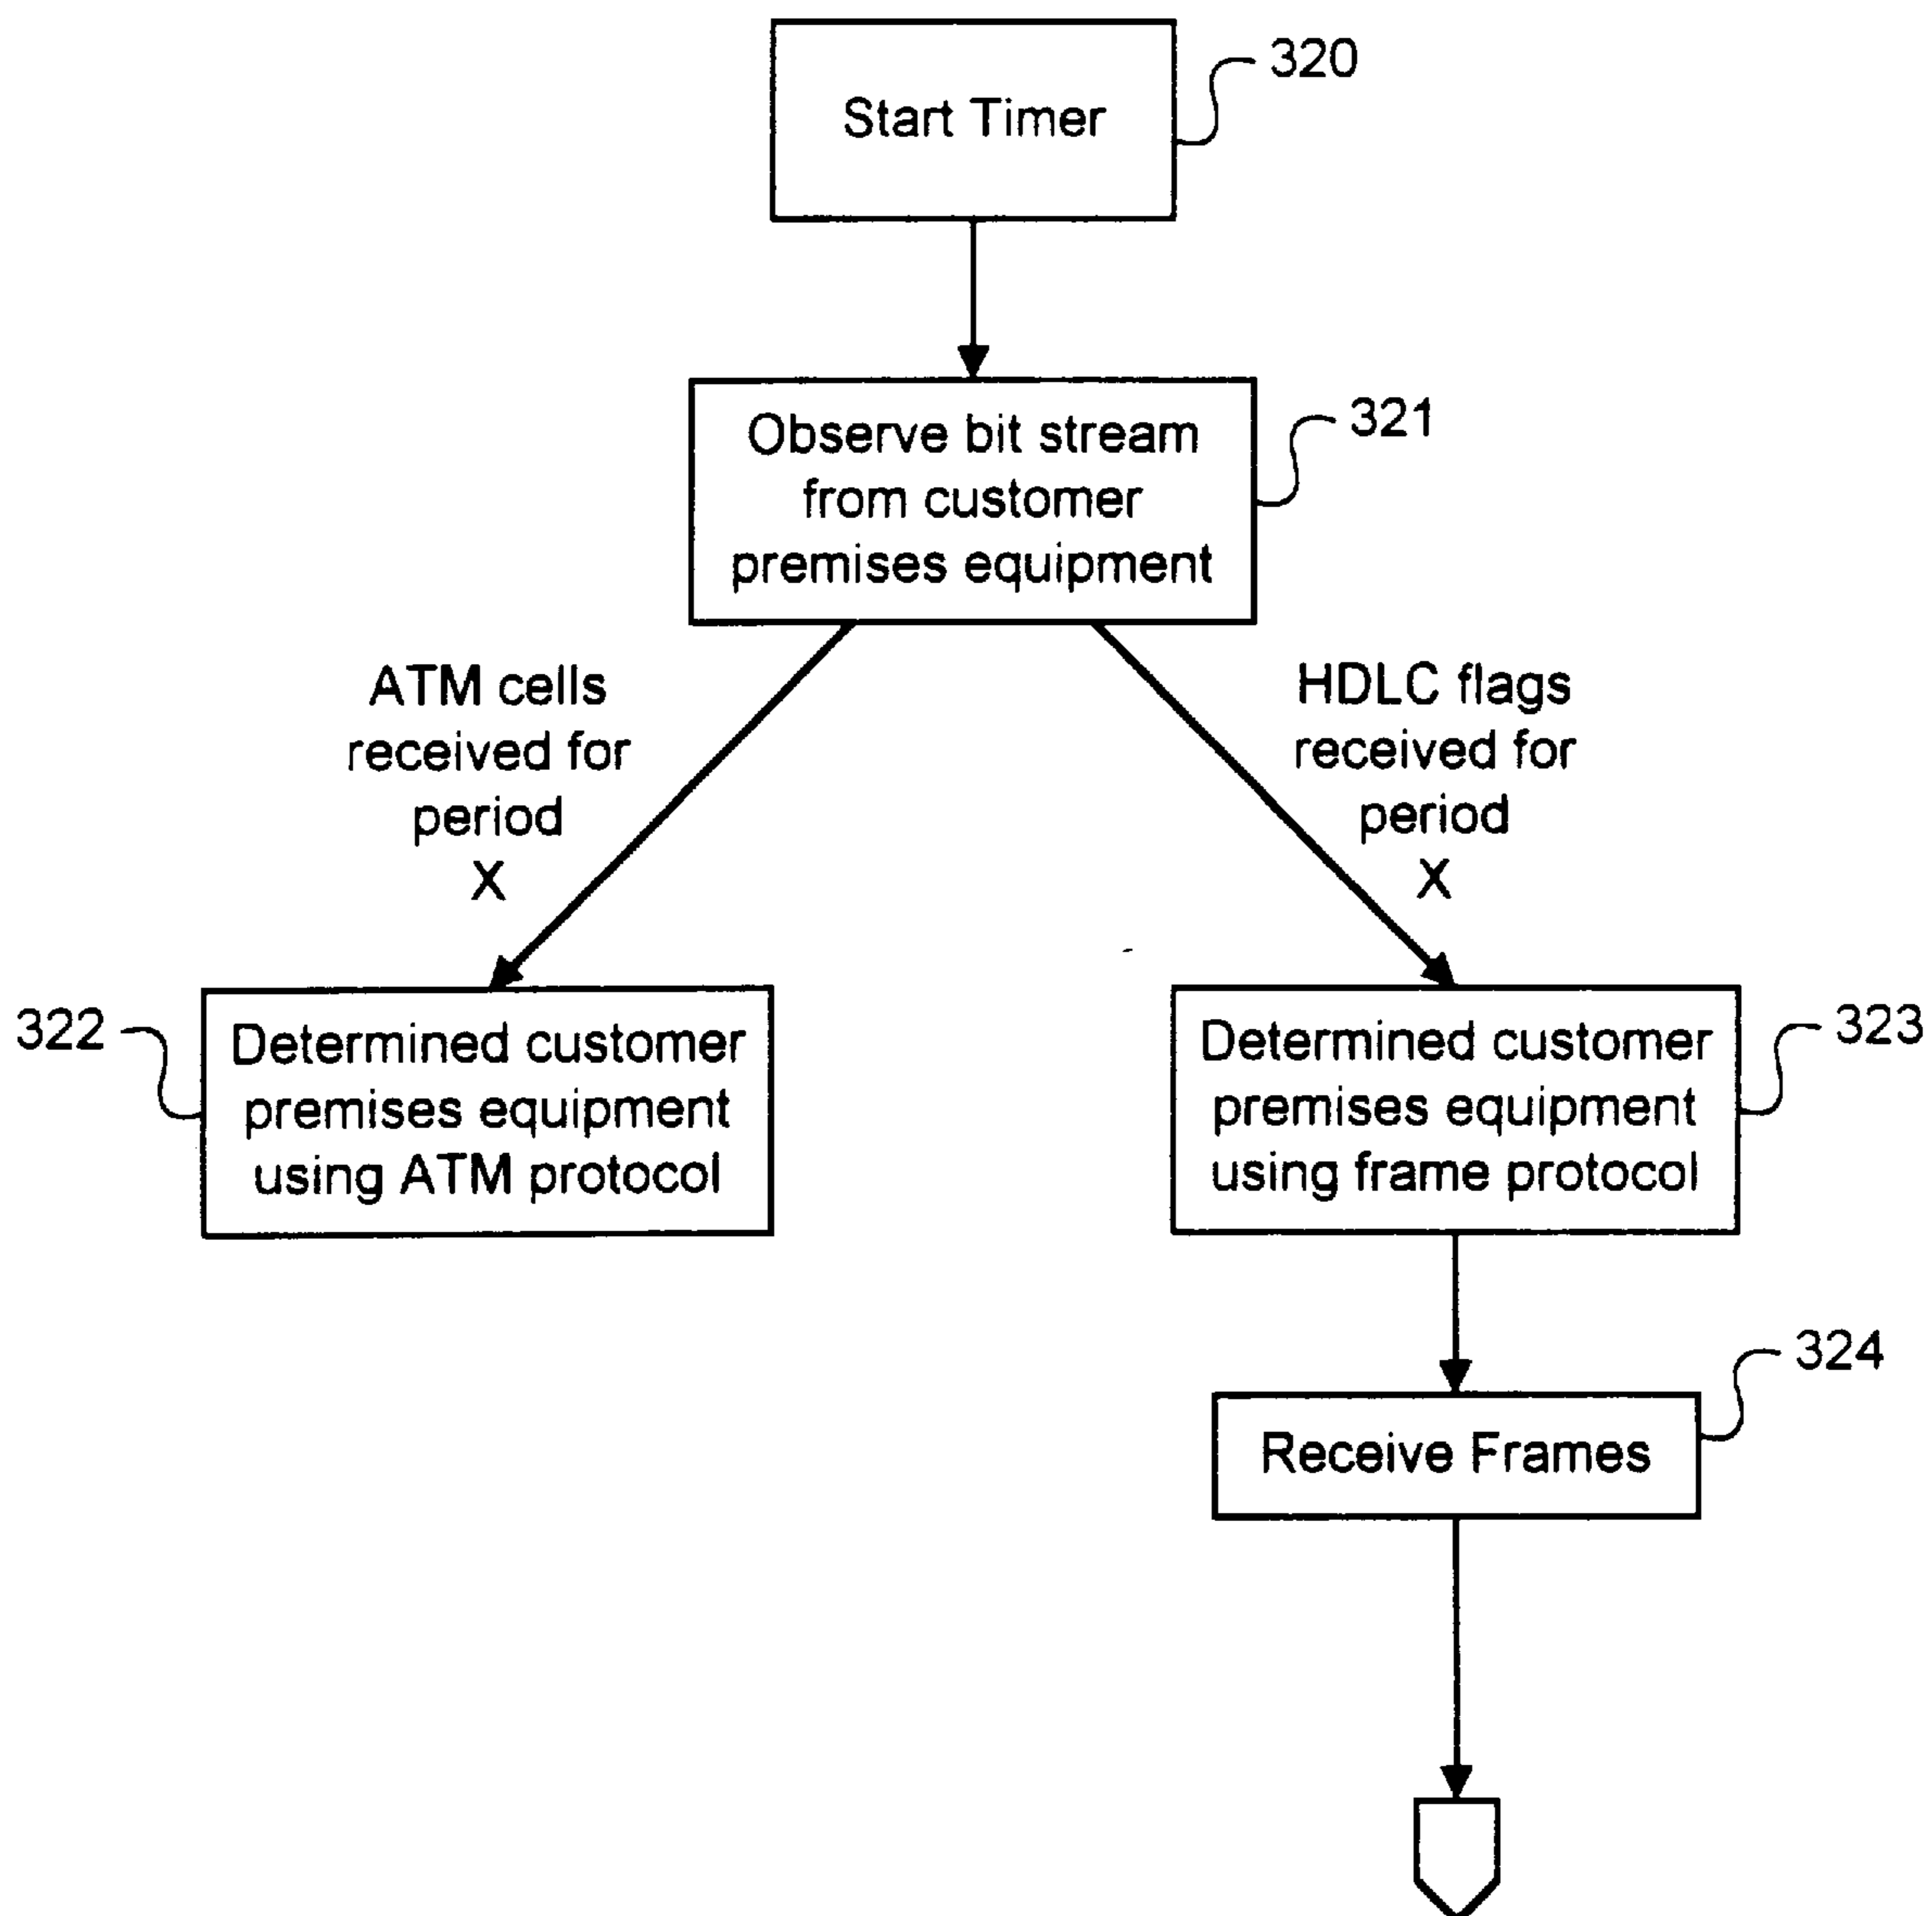 320
Start Timer
321
Observe bit stream
from customer
premises equipment
ATM cells
received for
period
X
HDLC flags
received for
period
X
322
Determined customer
premises equipment
using ATM protocol
323
Determined customer
premises equipment
using frame protocol
324
Receive Frames